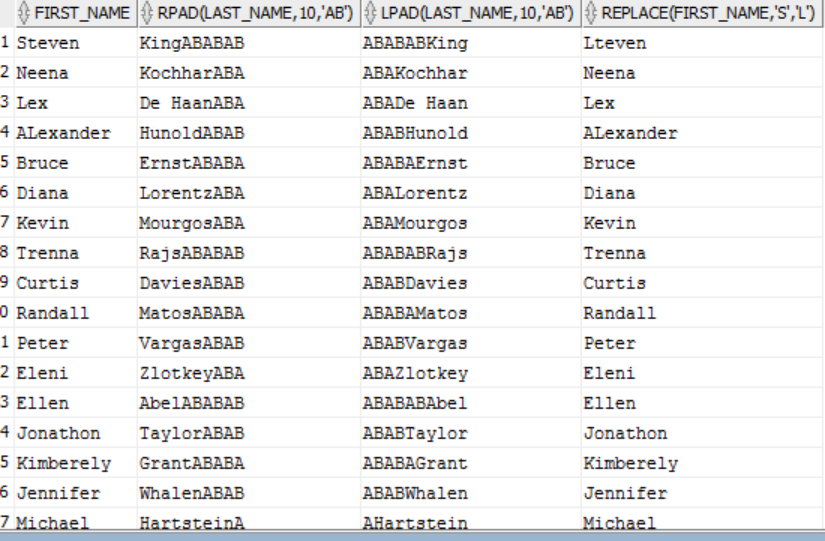 FIRST_NAME RPAD(LAST_NAME,10,'AB') LPAD(LAST_NAME,10,'AB') REPLACE(FIRST_NAME,'S','L')
1 Steven KingABABAB ABABABKing Lteven
2 Neena KochharABA ABAKochhar Neena
3 Lex De HaanABA ABADe Haan Lex
4 ALexander HunoldABAB ABABHunold ALexander
5 Bruce ErnstABABA ABABAErnst Bruce
6 Diana LorentzABA ABALorentz Diana
7 Kevin MourgosABA ABAMourgos Kevin
8 Trenna RajsABABAB ABABABRajs Trenna
9 Curtis DaviesABAB ABABDavies Curtis
0 Randall MatosABABA ABABAMatos Randall
1 Peter VargasABAB ABABVargas Peter
2 Eleni ZlotkeyABA ABAZlotkey Eleni
3 Ellen AbelABABAB ABABABAbel Ellen
4 Jonathon TaylorABAB ABABTaylor Jonathon
5 Kimberely GrantABABA ABABAGrant Kimberely
6 Jennifer WhalenABAB ABABWhalen Jennifer
7 Michael HartsteinA AHartstein Michael